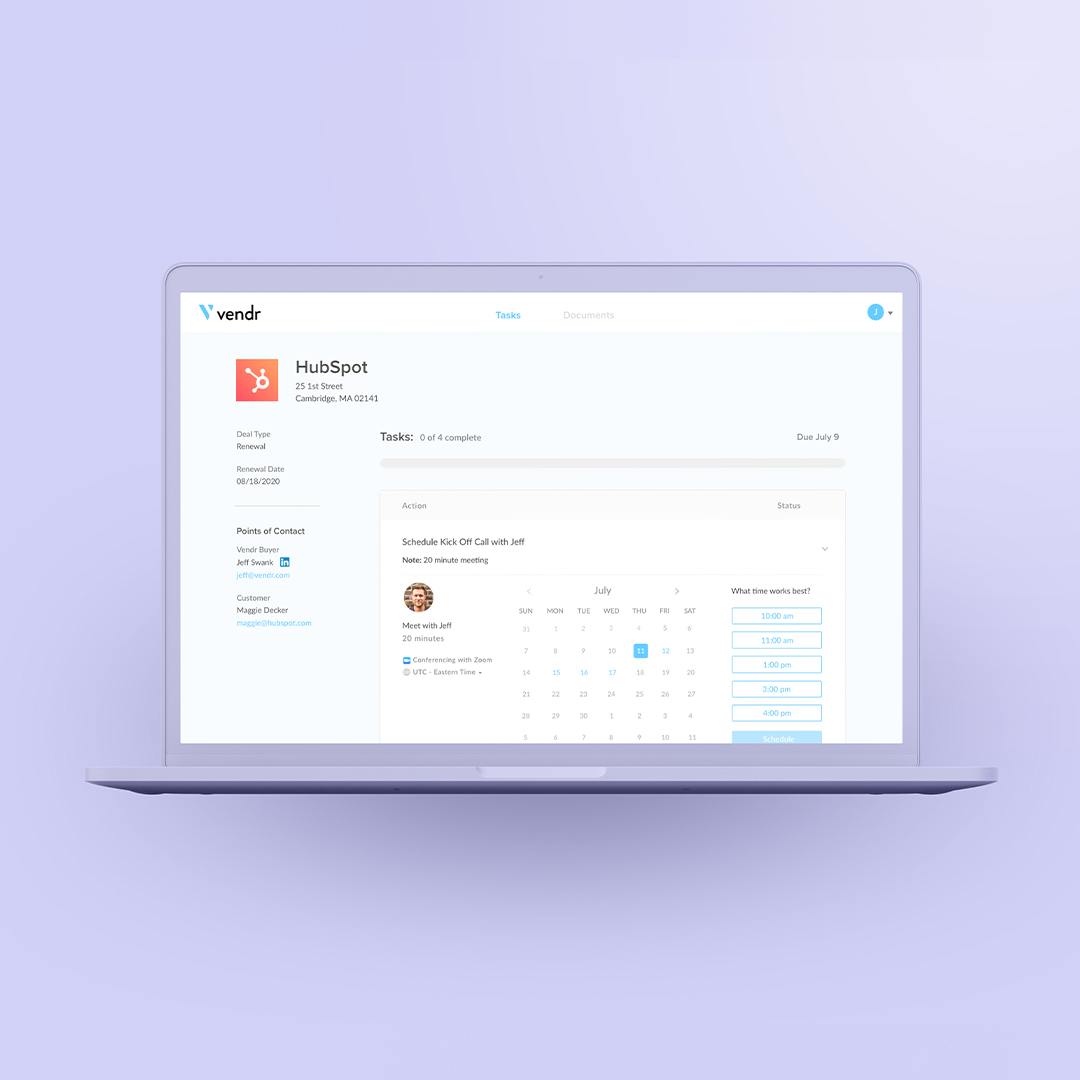 vendr
Tasks
Documents
J
HubSpot
25 1st Street
Cambridge, MA 02141
Deal Type
Renewal
Renewal Date
08/18/2020
Points of Contact
Vendr Buyer
Jeff Swank in
jeff@vendr.com
Customer
Maggie Decker
maggie@hubspot.com
Tasks: 0 of 4 complete
Due July 9
Action
Status
Schedule Kick Off Call with Jeff
Note: 20 minute meeting
Meet with Jeff
20 minutes
Conferencing with Zoom
UTC - Eastern Time
July
SUN MON TUE WED THU FRI SAT
31 1 2 3 4 5 6
7 8 9 10 11 12 13
14 15 16 17 18 19 20
21 22 23 24 25 26 27
28 29 30 1 2 3 4
5 6 7 8 9 10 11
What time works best?
10:00 am
11:00 am
1:00 pm
3:00 pm
4:00 pm
Schedule